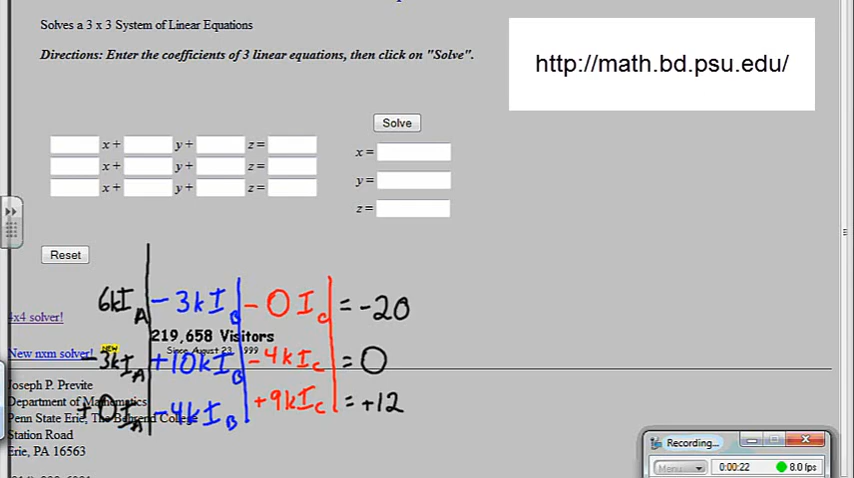 Solves a 3 x 3 System of Linear Equations
Directions: Enter the coefficients of 3 linear equations, then click on "Solve".
http://math.bd.psu.edu/
Solve
x + y + z =
x + y + z =
x + y + z =
x =
y =
z =
Reset
6kI_A - 3kI_B - 0I_C = -20
4x4 solver!
219,658 Visitors
Since August 23, 1999
New nxm solver!
NEW
-3kI_A +10kI_B -4kI_C = 0
Joseph P. Previte
Department of Mathematics
+0I_A -4kI_B +9kI_C = +12
Penn State Erie, The Behrend College
Station Road
Erie, PA 16563
Recording...
Menu
0:00:22
8.0 fps